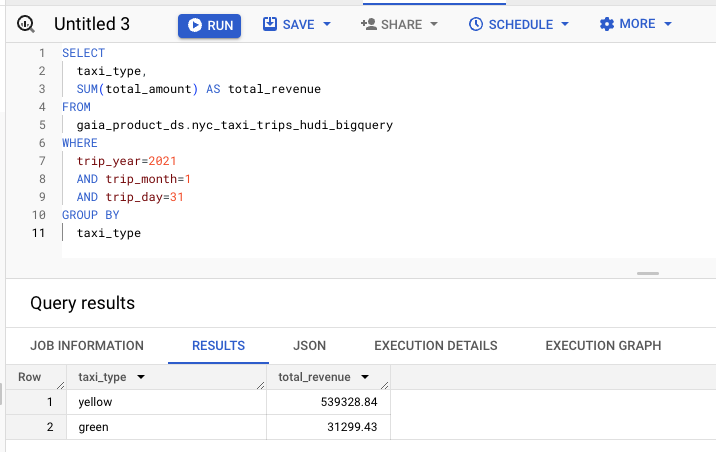 Untitled 3 RUN SAVE SHARE SCHEDULE MORE
1 SELECT
2 taxi_type,
3 SUM(total_amount) AS total_revenue
4 FROM
5 gaia_product_ds.nyc_taxi_trips_hudi_bigquery
6 WHERE
7 trip_year=2021
8 AND trip_month=1
9 AND trip_day=31
10 GROUP BY
11 taxi_type
Query results
JOB INFORMATION RESULTS JSON EXECUTION DETAILS EXECUTION GRAPH
Row taxi_type total_revenue
1 yellow 539328.84
2 green 31299.43